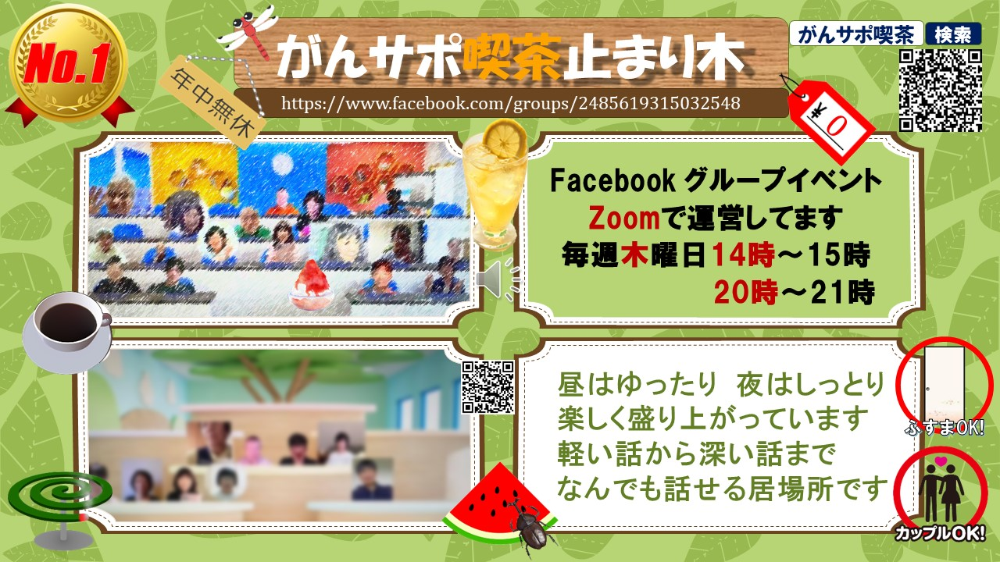 No.1
がんサポ喫茶止まり木
がんサポ喫茶 検索
年中無休
https://www.facebook.com/groups/2485619315032548
¥0
Facebook グループイベント
Zoomで運営してます
毎週木曜日14時～15時
20時～21時
昼はゆったり 夜はしっとり
楽しく盛り上がっています
軽い話から深い話まで
なんでも話せる居場所です
ふすまOK!
カップルOK!